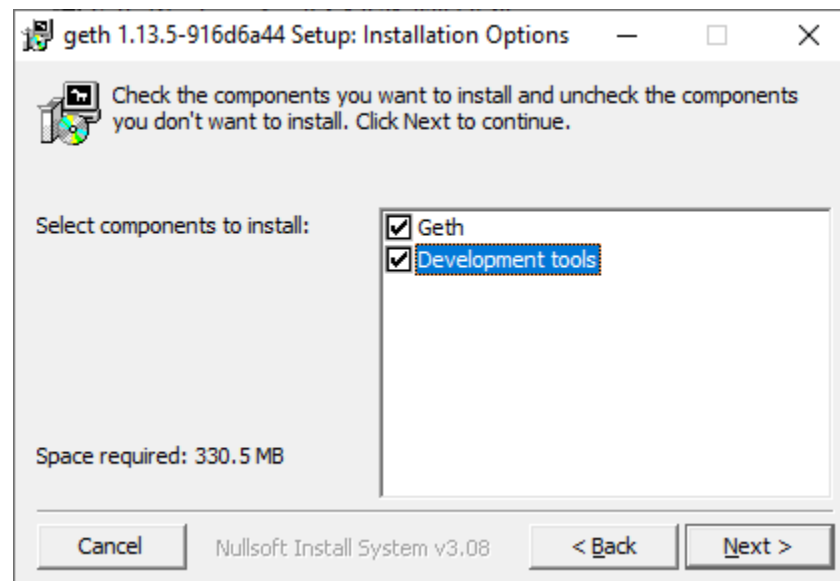 geth 1.13.5-916d6a44 Setup: Installation Options
Check the components you want to install and uncheck the components
you don't want to install. Click Next to continue.
Select components to install:
Geth
Development tools
Space required: 330.5 MB
Cancel
Nullsoft Install System v3.08
< Back
Next >